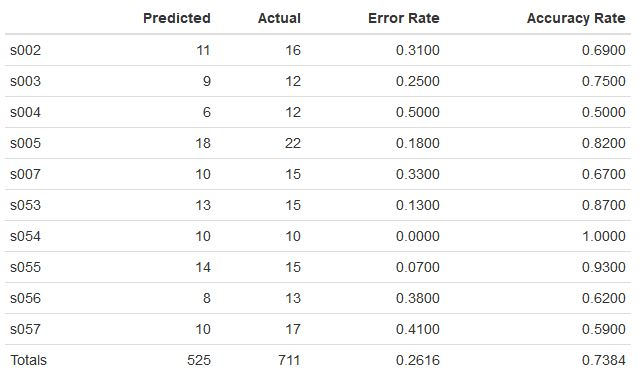 Predicted Actual Error Rate Accuracy Rate
s002 11 16 0.3100 0.6900
s003 9 12 0.2500 0.7500
s004 6 12 0.5000 0.5000
s005 18 22 0.1800 0.8200
s007 10 15 0.3300 0.6700
s053 13 15 0.1300 0.8700
s054 10 10 0.0000 1.0000
s055 14 15 0.0700 0.9300
s056 8 13 0.3800 0.6200
s057 10 17 0.4100 0.5900
Totals 525 711 0.2616 0.7384